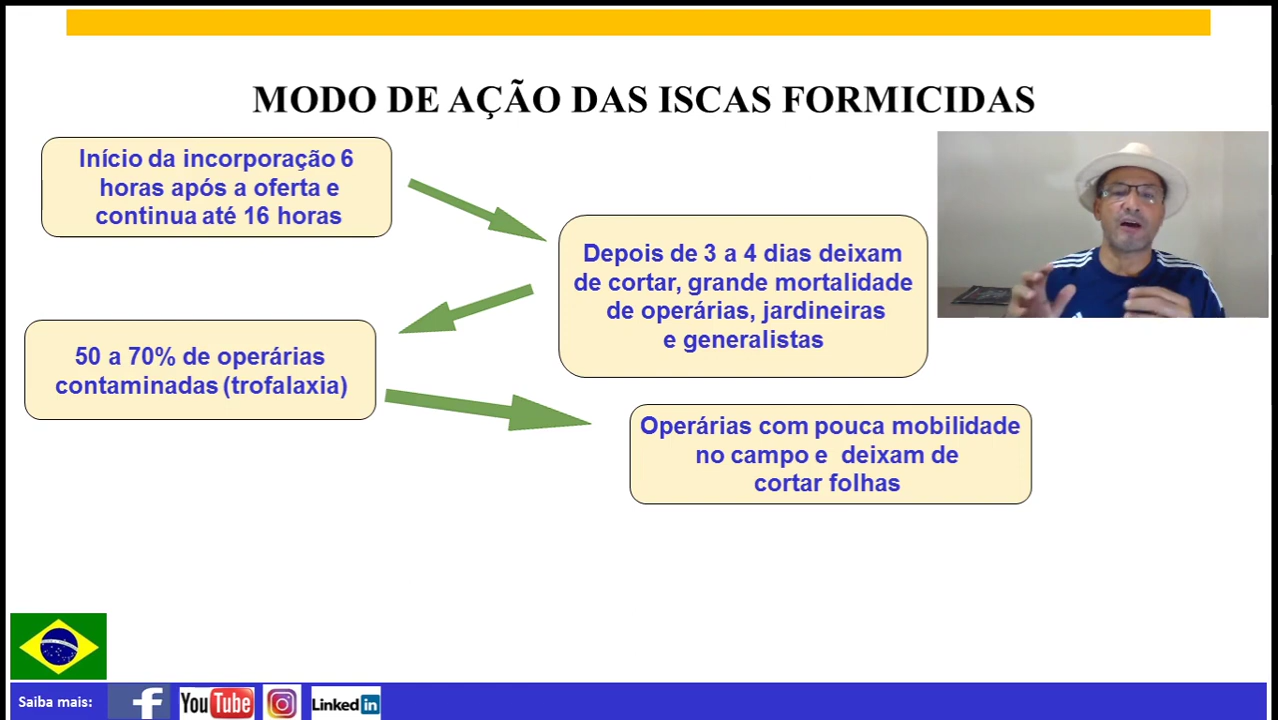 MODO DE AÇÃO DAS ISCAS FORMICIDAS
Início da incorporação 6
horas após a oferta e
continua até 16 horas
Depois de 3 a 4 dias deixam
de cortar, grande mortalidade
de operárias, jardineiras
e generalistas
50 a 70% de operárias
contaminadas (trofalaxia)
Operárias com pouca mobilidade
no campo e  deixam de
cortar folhas
Saiba mais:
f
YouTube
Linkedin